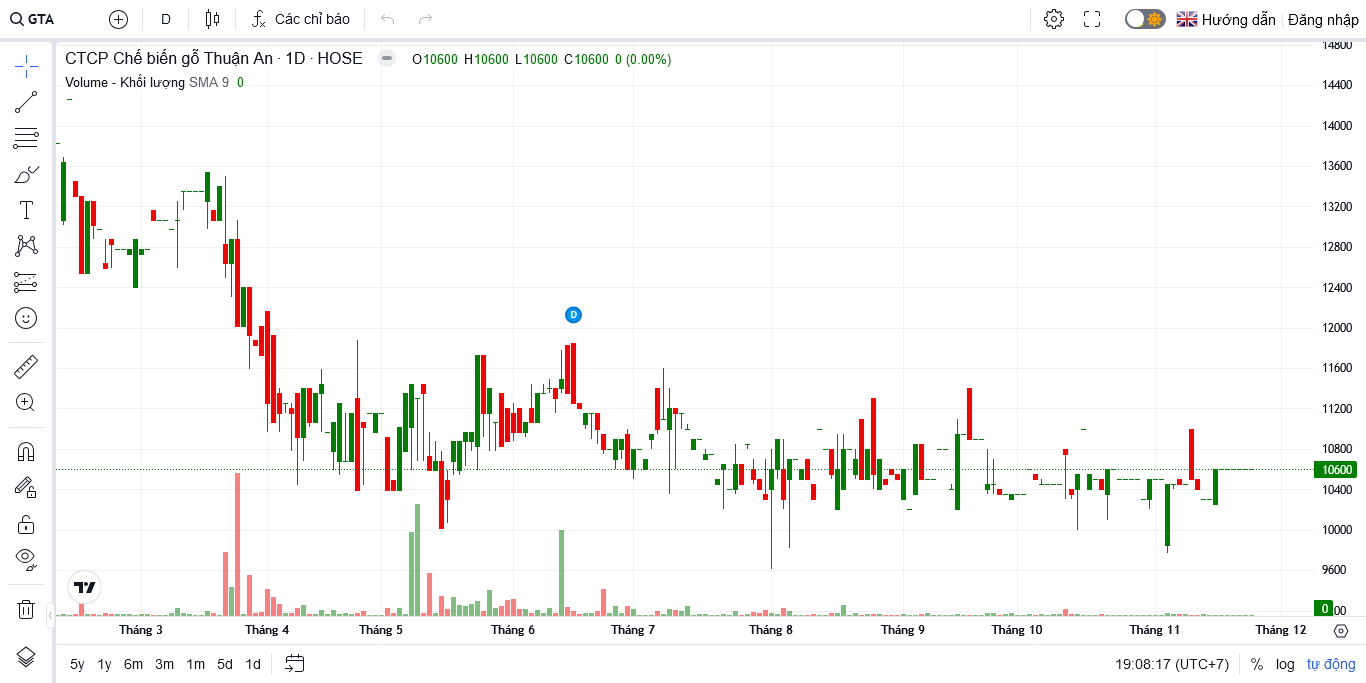 GTA D Các chỉ báo Hướng dẫn Đăng nhập
CTCP Chế biến gỗ Thuận An · 1D · HOSE O10600 H10600 L10600 C10600 0 (0.00%)
Volume - Khối lượng SMA 9 0
14800
14400
14000
13600
13200
12800
12400
12000
11600
11200
10800
10600
10400
10000
9600
0
00
D
Tháng 3 Tháng 4 Tháng 5 Tháng 6 Tháng 7 Tháng 8 Tháng 9 Tháng 10 Tháng 11 Tháng 12
5y 1y 6m 3m 1m 5d 1d 19:08:17 (UTC+7) % log tự động